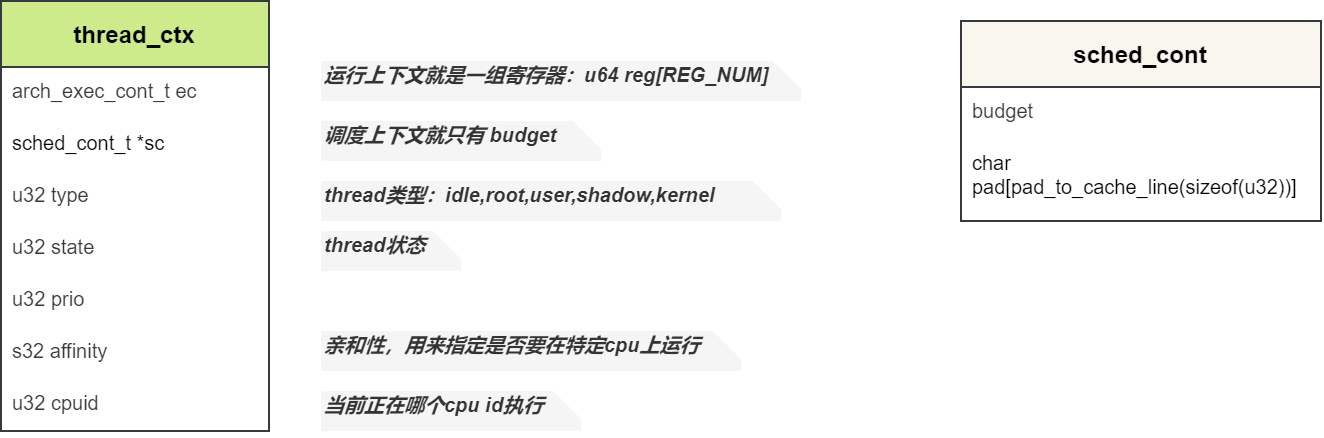 thread_ctx
arch_exec_cont_t ec
sched_cont_t *sc
u32 type
u32 state
u32 prio
s32 affinity
u32 cpuid
运行上下文就是一组寄存器：u64 reg[REG_NUM]
调度上下文就只有 budget
thread类型：idle,root,user,shadow,kernel
thread状态
亲和性，用来指定是否要在特定cpu上运行
当前正在哪个cpu id执行
sched_cont
budget
char
pad[pad_to_cache_line(sizeof(u32))]